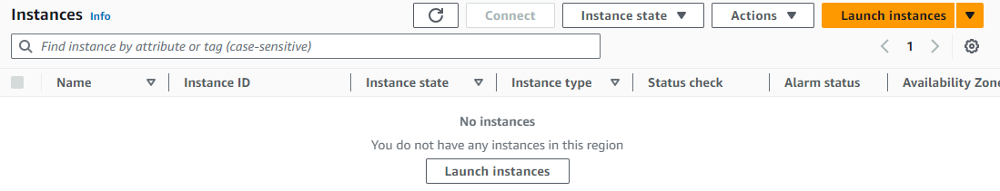 Instances Info Connect Instance state Actions Launch instances
Find instance by attribute or tag (case-sensitive) 1
Name Instance ID Instance state Instance type Status check Alarm status Availability Zone
No instances
You do not have any instances in this region
Launch instances